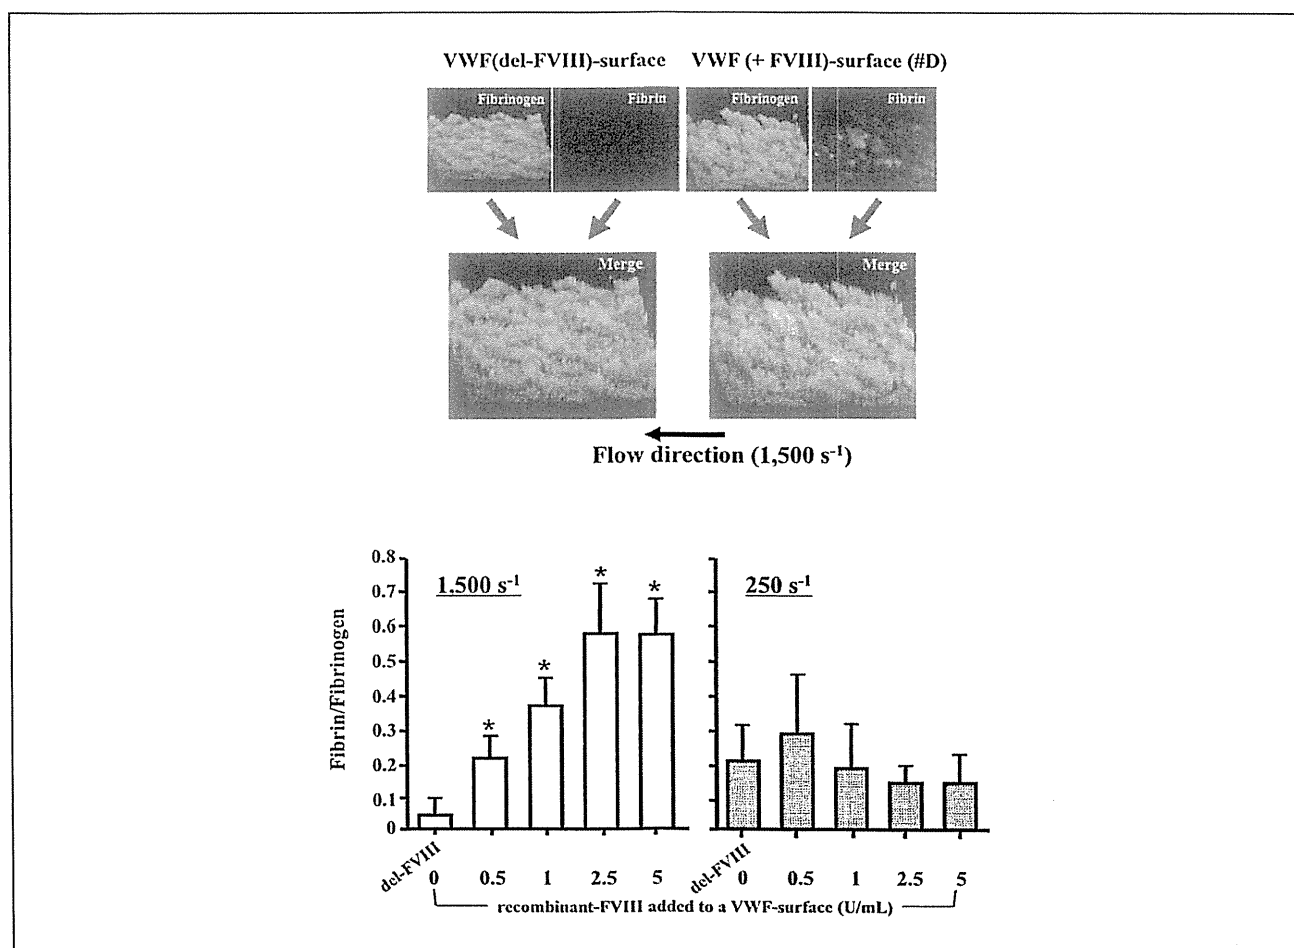 VWF(del-FVIII)-surface VWF (+ FVIII)-surface (#D)
Fibrinogen Fibrin Fibrinogen Fibrin
Merge Merge
Flow direction (1,500 s⁻¹)
Fibrin/Fibrinogen
0.8
0.7
0.6
0.5
0.4
0.3
0.2
0.1
0
1,500 s⁻¹
* * * *
250 s⁻¹
del-FVIII del-FVIII
0 0.5 1 2.5 5 0 0.5 1 2.5 5
recombinant-FVIII added to a VWF-surface (U/mL)